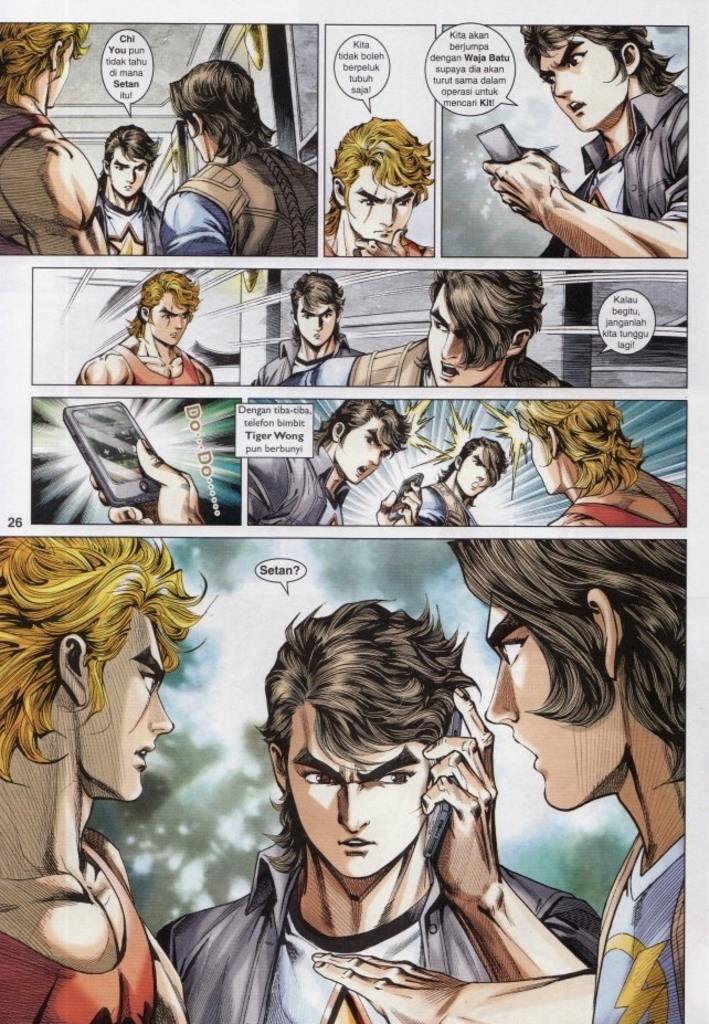 Chi
You pun
tidak tahu
di mana
Setan
itu!
Kita
tidak boleh
berpeluk
tubuh
saja!
Kita akan
berjumpa
dengan Waja Batu
supaya dia akan
turut sama dalam
operasi untuk
mencari Kit!
Kalau
begitu,
janganlah
kita tunggu
lagi!
Do... Do...........
Dengan tiba-tiba,
telefon bimbit
Tiger Wong
pun berbunyi
26
Setan?